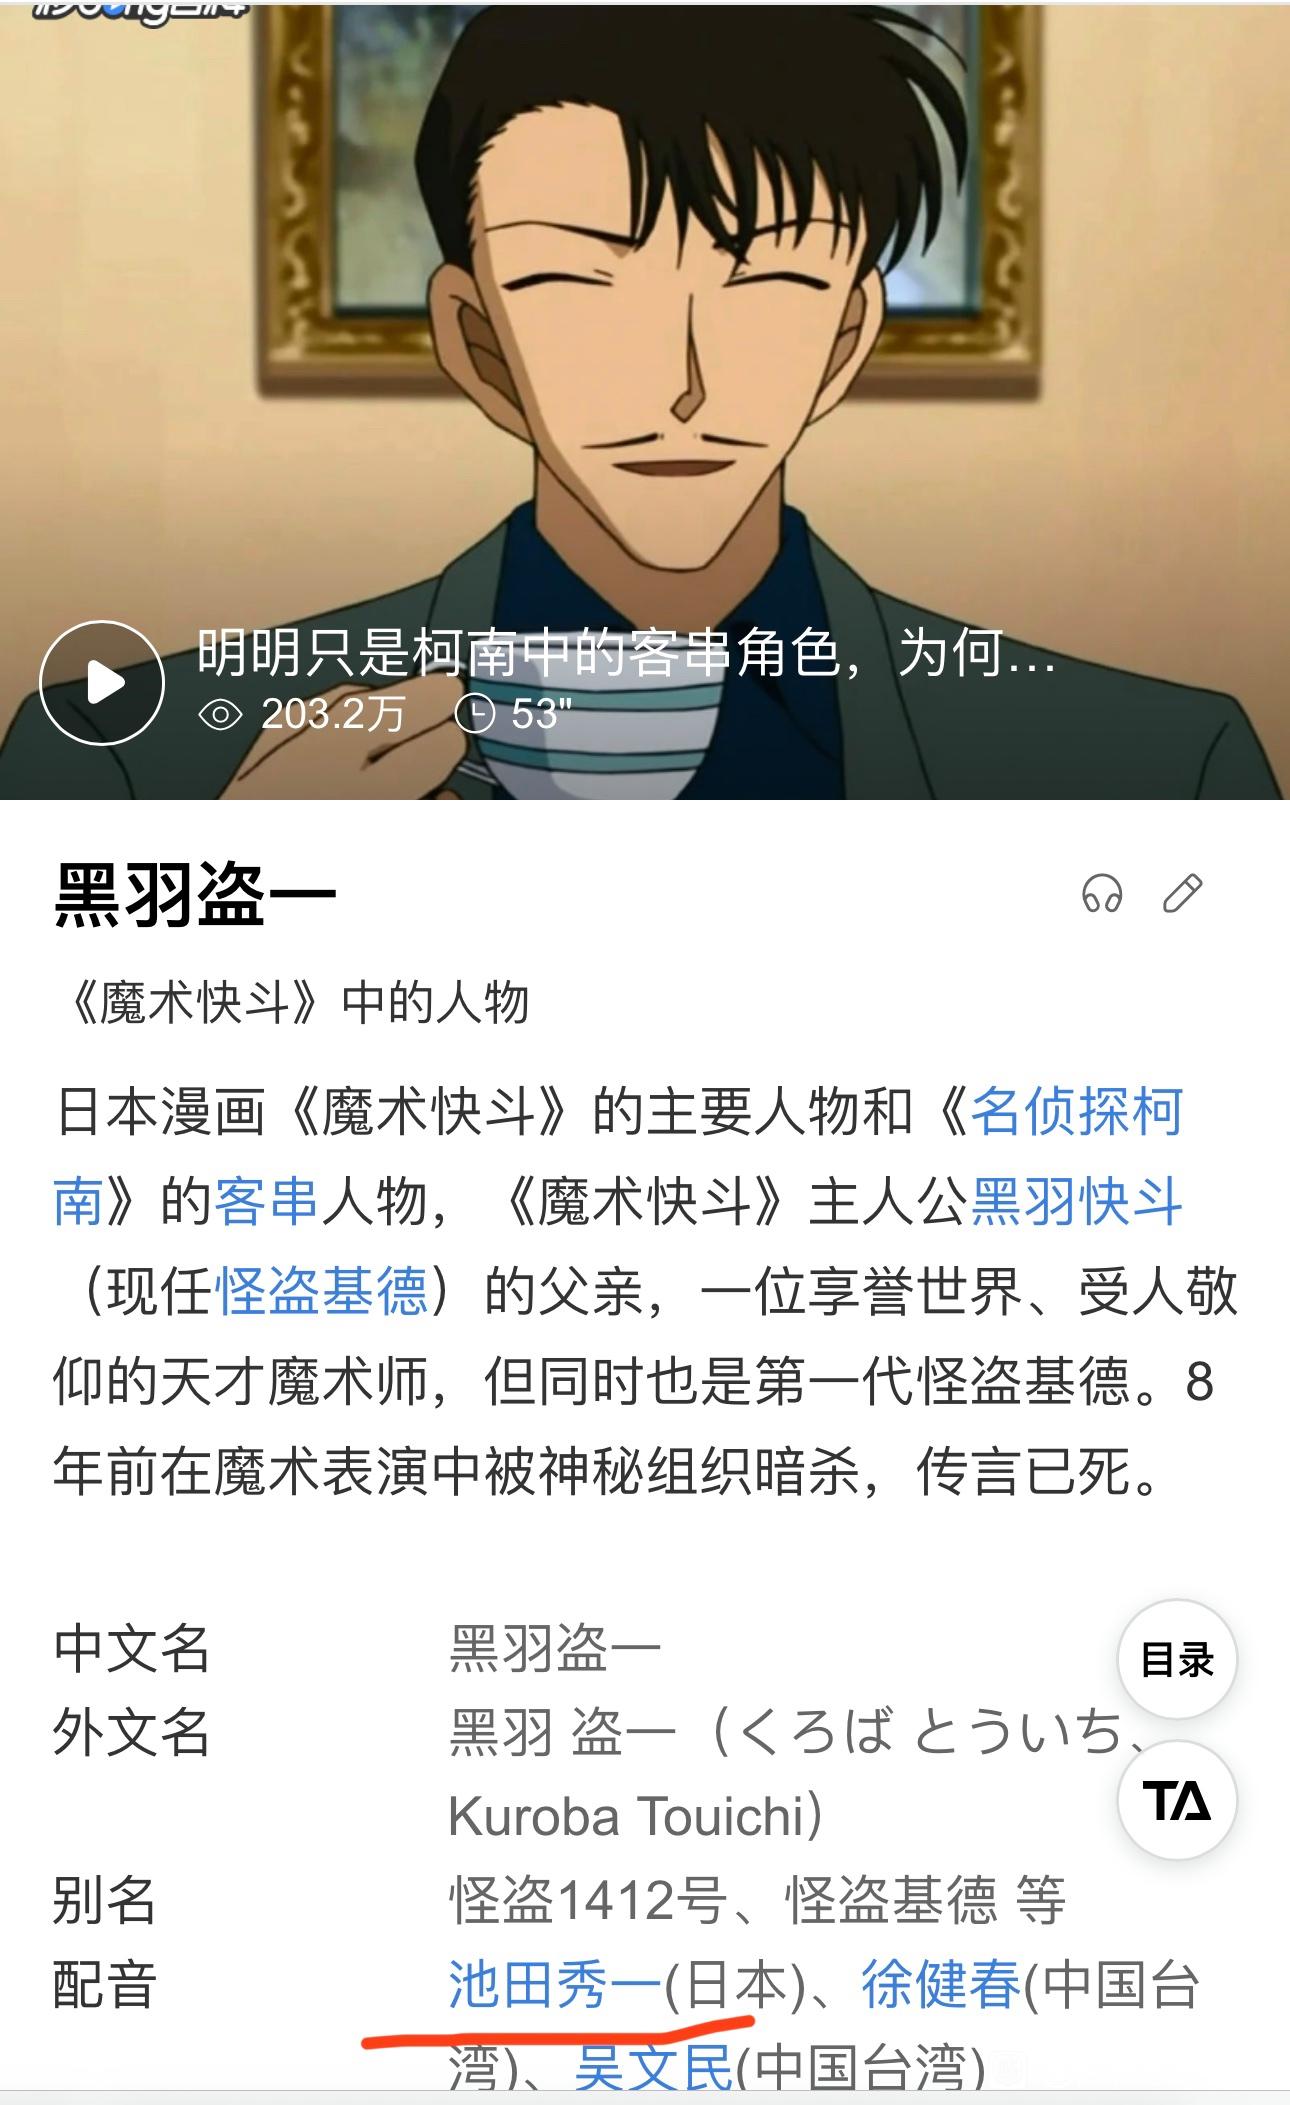 明明只是柯南中的客串角色，为何...
203.2万 53"
黑羽盗一
《魔术快斗》中的人物
日本漫画《魔术快斗》的主要人物和《名侦探柯
南》的客串人物，《魔术快斗》主人公黑羽快斗
（现任怪盗基德）的父亲，一位享誉世界、受人敬
仰的天才魔术师，但同时也是第一代怪盗基德。8
年前在魔术表演中被神秘组织暗杀，传言已死。
中文名 黑羽盗一
目录
外文名 黑羽 盗一（くろば とういち、
Kuroba Touichi）
TA
别名 怪盗1412号、怪盗基德 等
配音 池田秀一(日本)、徐健春(中国台
湾)、吴文民(中国台湾)